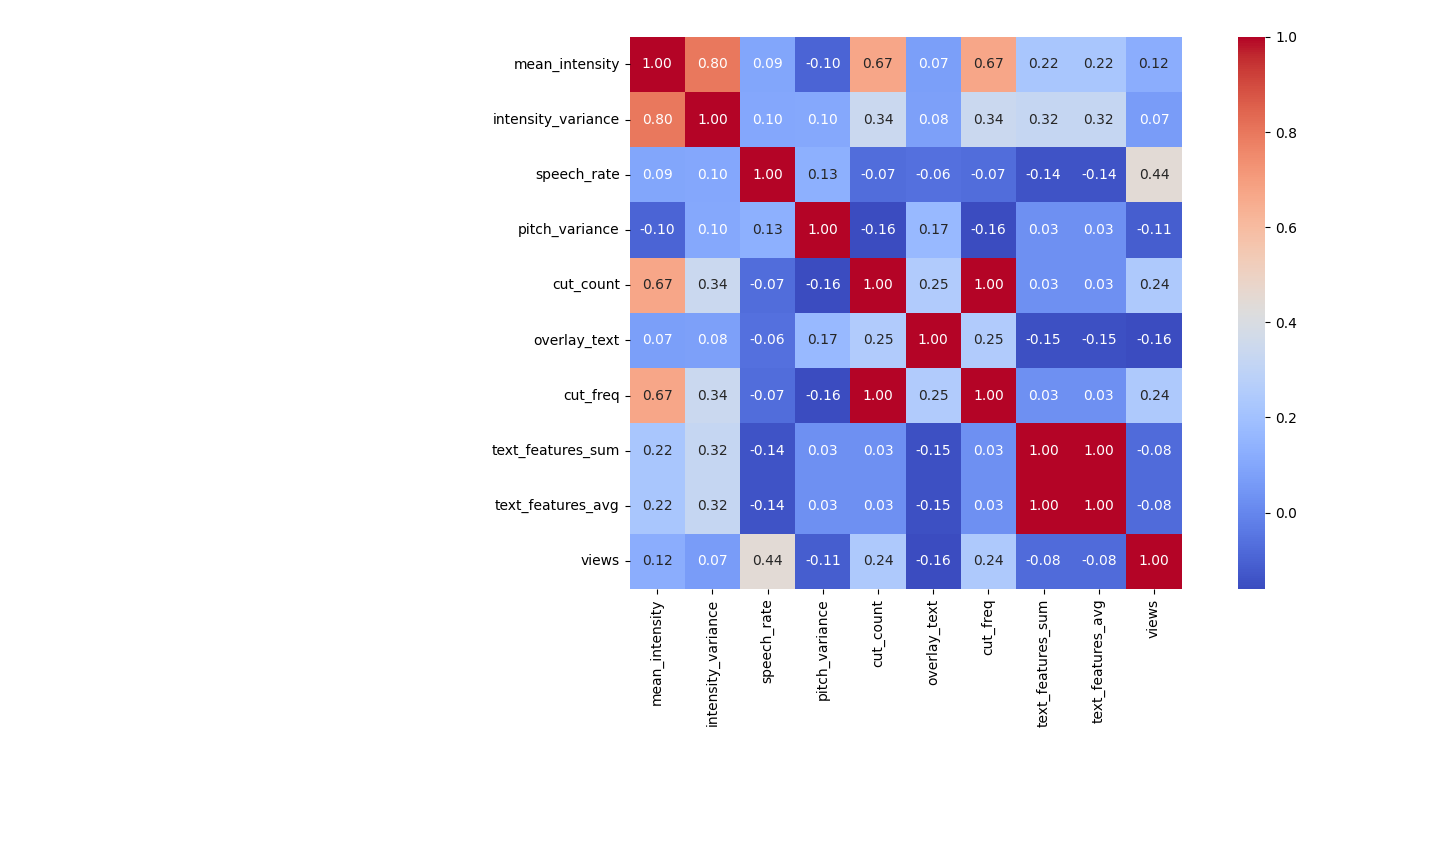 mean_intensity 1.00 0.80 0.09 -0.10 0.67 0.07 0.67 0.22 0.22 0.12
intensity_variance 0.80 1.00 0.10 0.10 0.34 0.08 0.34 0.32 0.32 0.07
speech_rate 0.09 0.10 1.00 0.13 -0.07 -0.06 -0.07 -0.14 -0.14 0.44
pitch_variance -0.10 0.10 0.13 1.00 -0.16 0.17 -0.16 0.03 0.03 -0.11
cut_count 0.67 0.34 -0.07 -0.16 1.00 0.25 1.00 0.03 0.03 0.24
overlay_text 0.07 0.08 -0.06 0.17 0.25 1.00 0.25 -0.15 -0.15 -0.16
cut_freq 0.67 0.34 -0.07 -0.16 1.00 0.25 1.00 0.03 0.03 0.24
text_features_sum 0.22 0.32 -0.14 0.03 0.03 -0.15 0.03 1.00 1.00 -0.08
text_features_avg 0.22 0.32 -0.14 0.03 0.03 -0.15 0.03 1.00 1.00 -0.08
views 0.12 0.07 0.44 -0.11 0.24 -0.16 0.24 -0.08 -0.08 1.00
mean_intensity
intensity_variance
speech_rate
pitch_variance
cut_count
overlay_text
cut_freq
text_features_sum
text_features_avg
views
1.0
0.8
0.6
0.4
0.2
0.0